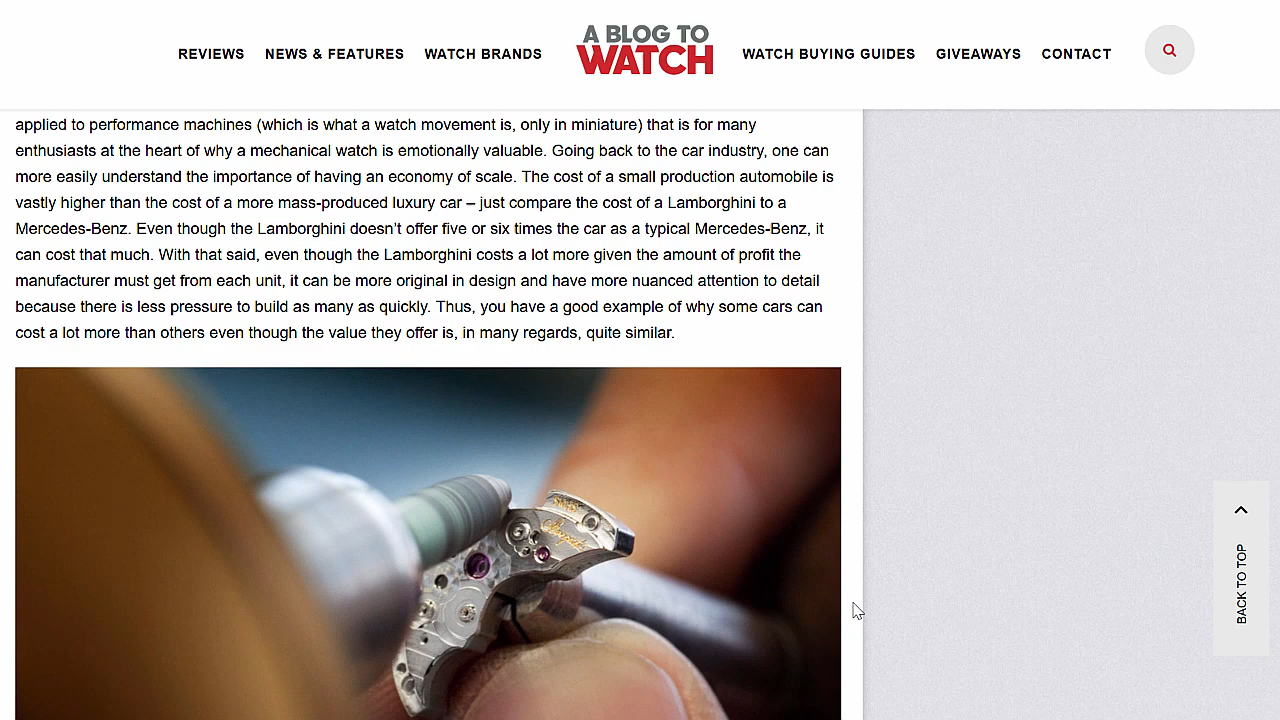 REVIEWS NEWS & FEATURES WATCH BRANDS A BLOG TO WATCH WATCH BUYING GUIDES GIVEAWAYS CONTACT
applied to performance machines (which is what a watch movement is, only in miniature) that is for many
enthusiasts at the heart of why a mechanical watch is emotionally valuable. Going back to the car industry, one can
more easily understand the importance of having an economy of scale. The cost of a small production automobile is
vastly higher than the cost of a more mass-produced luxury car – just compare the cost of a Lamborghini to a
Mercedes-Benz. Even though the Lamborghini doesn’t offer five or six times the car as a typical Mercedes-Benz, it
can cost that much. With that said, even though the Lamborghini costs a lot more given the amount of profit the
manufacturer must get from each unit, it can be more original in design and have more nuanced attention to detail
because there is less pressure to build as many as quickly. Thus, you have a good example of why some cars can
cost a lot more than others even though the value they offer is, in many regards, quite similar.
BACK TO TOP